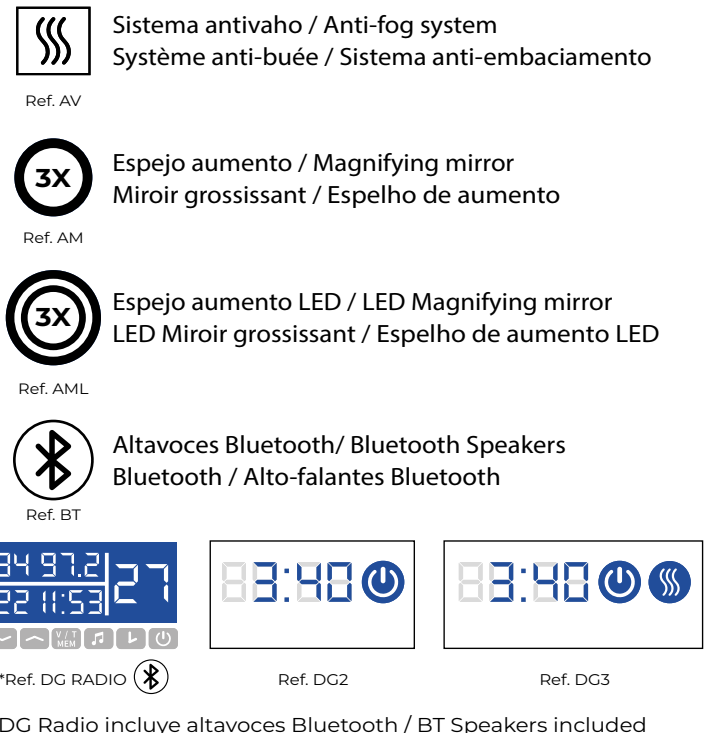 Sistema antivaho / Anti-fog system
Système anti-buée / Sistema anti-embaciamento
Ref. AV
3X
Espejo aumento / Magnifying mirror
Miroir grossissant / Espelho de aumento
Ref. AM
3X
Espejo aumento LED / LED Magnifying mirror
LED Miroir grossissant / Espelho de aumento LED
Ref. AML
Altavoces Bluetooth/ Bluetooth Speakers
Bluetooth / Alto-falantes Bluetooth
Ref. BT
97.2 27
22 11:53
V/T
MEM
3:40
3:40
*Ref. DG RADIO
Ref. DG2
Ref. DG3
DG Radio incluye altavoces Bluetooth / BT Speakers included